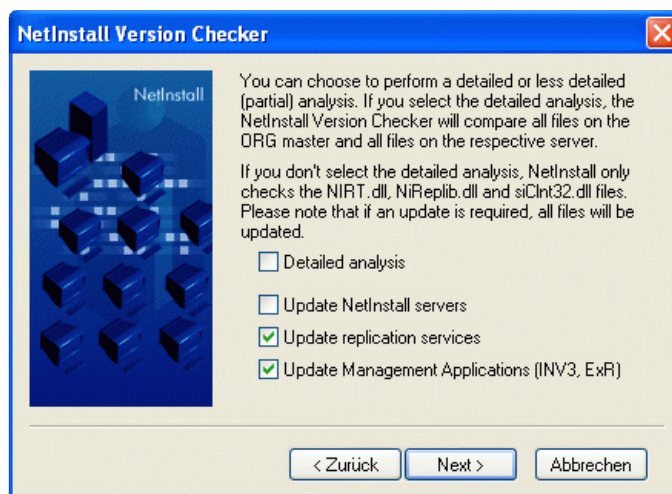 NetInstall Version Checker
NetInstall
You can choose to perform a detailed or less detailed
(partial) analysis. If you select the detailed analysis, the
NetInstall Version Checker will compare all files on the
ORG master and all files on the respective server.
If you don't select the detailed analysis, NetInstall only
checks the NIRT.dll, NiReplib.dll and siClnt32.dll files.
Please note that if an update is required, all files will be
updated.
Detailed analysis
Update NetInstall servers
Update replication services
Update Management Applications (INV3, ExR)
< Zurück
Next >
Abbrechen